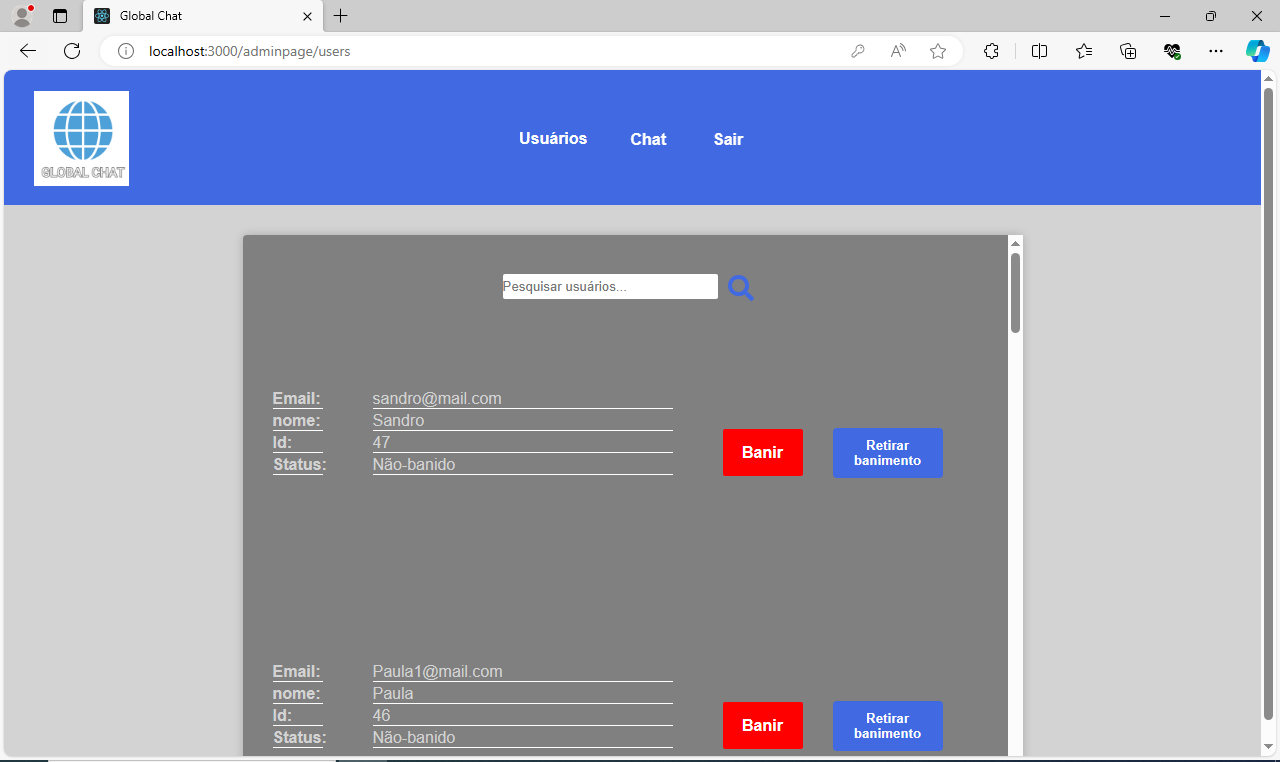 Global Chat
localhost:3000/adminpage/users
GLOBAL CHAT
Usuários Chat Sair
Pesquisar usuários...
Email: sandro@mail.com
nome: Sandro
Id: 47
Status: Não-banido
Banir
Retirar
banimento
Email: Paula1@mail.com
nome: Paula
Id: 46
Status: Não-banido
Banir
Retirar
banimento